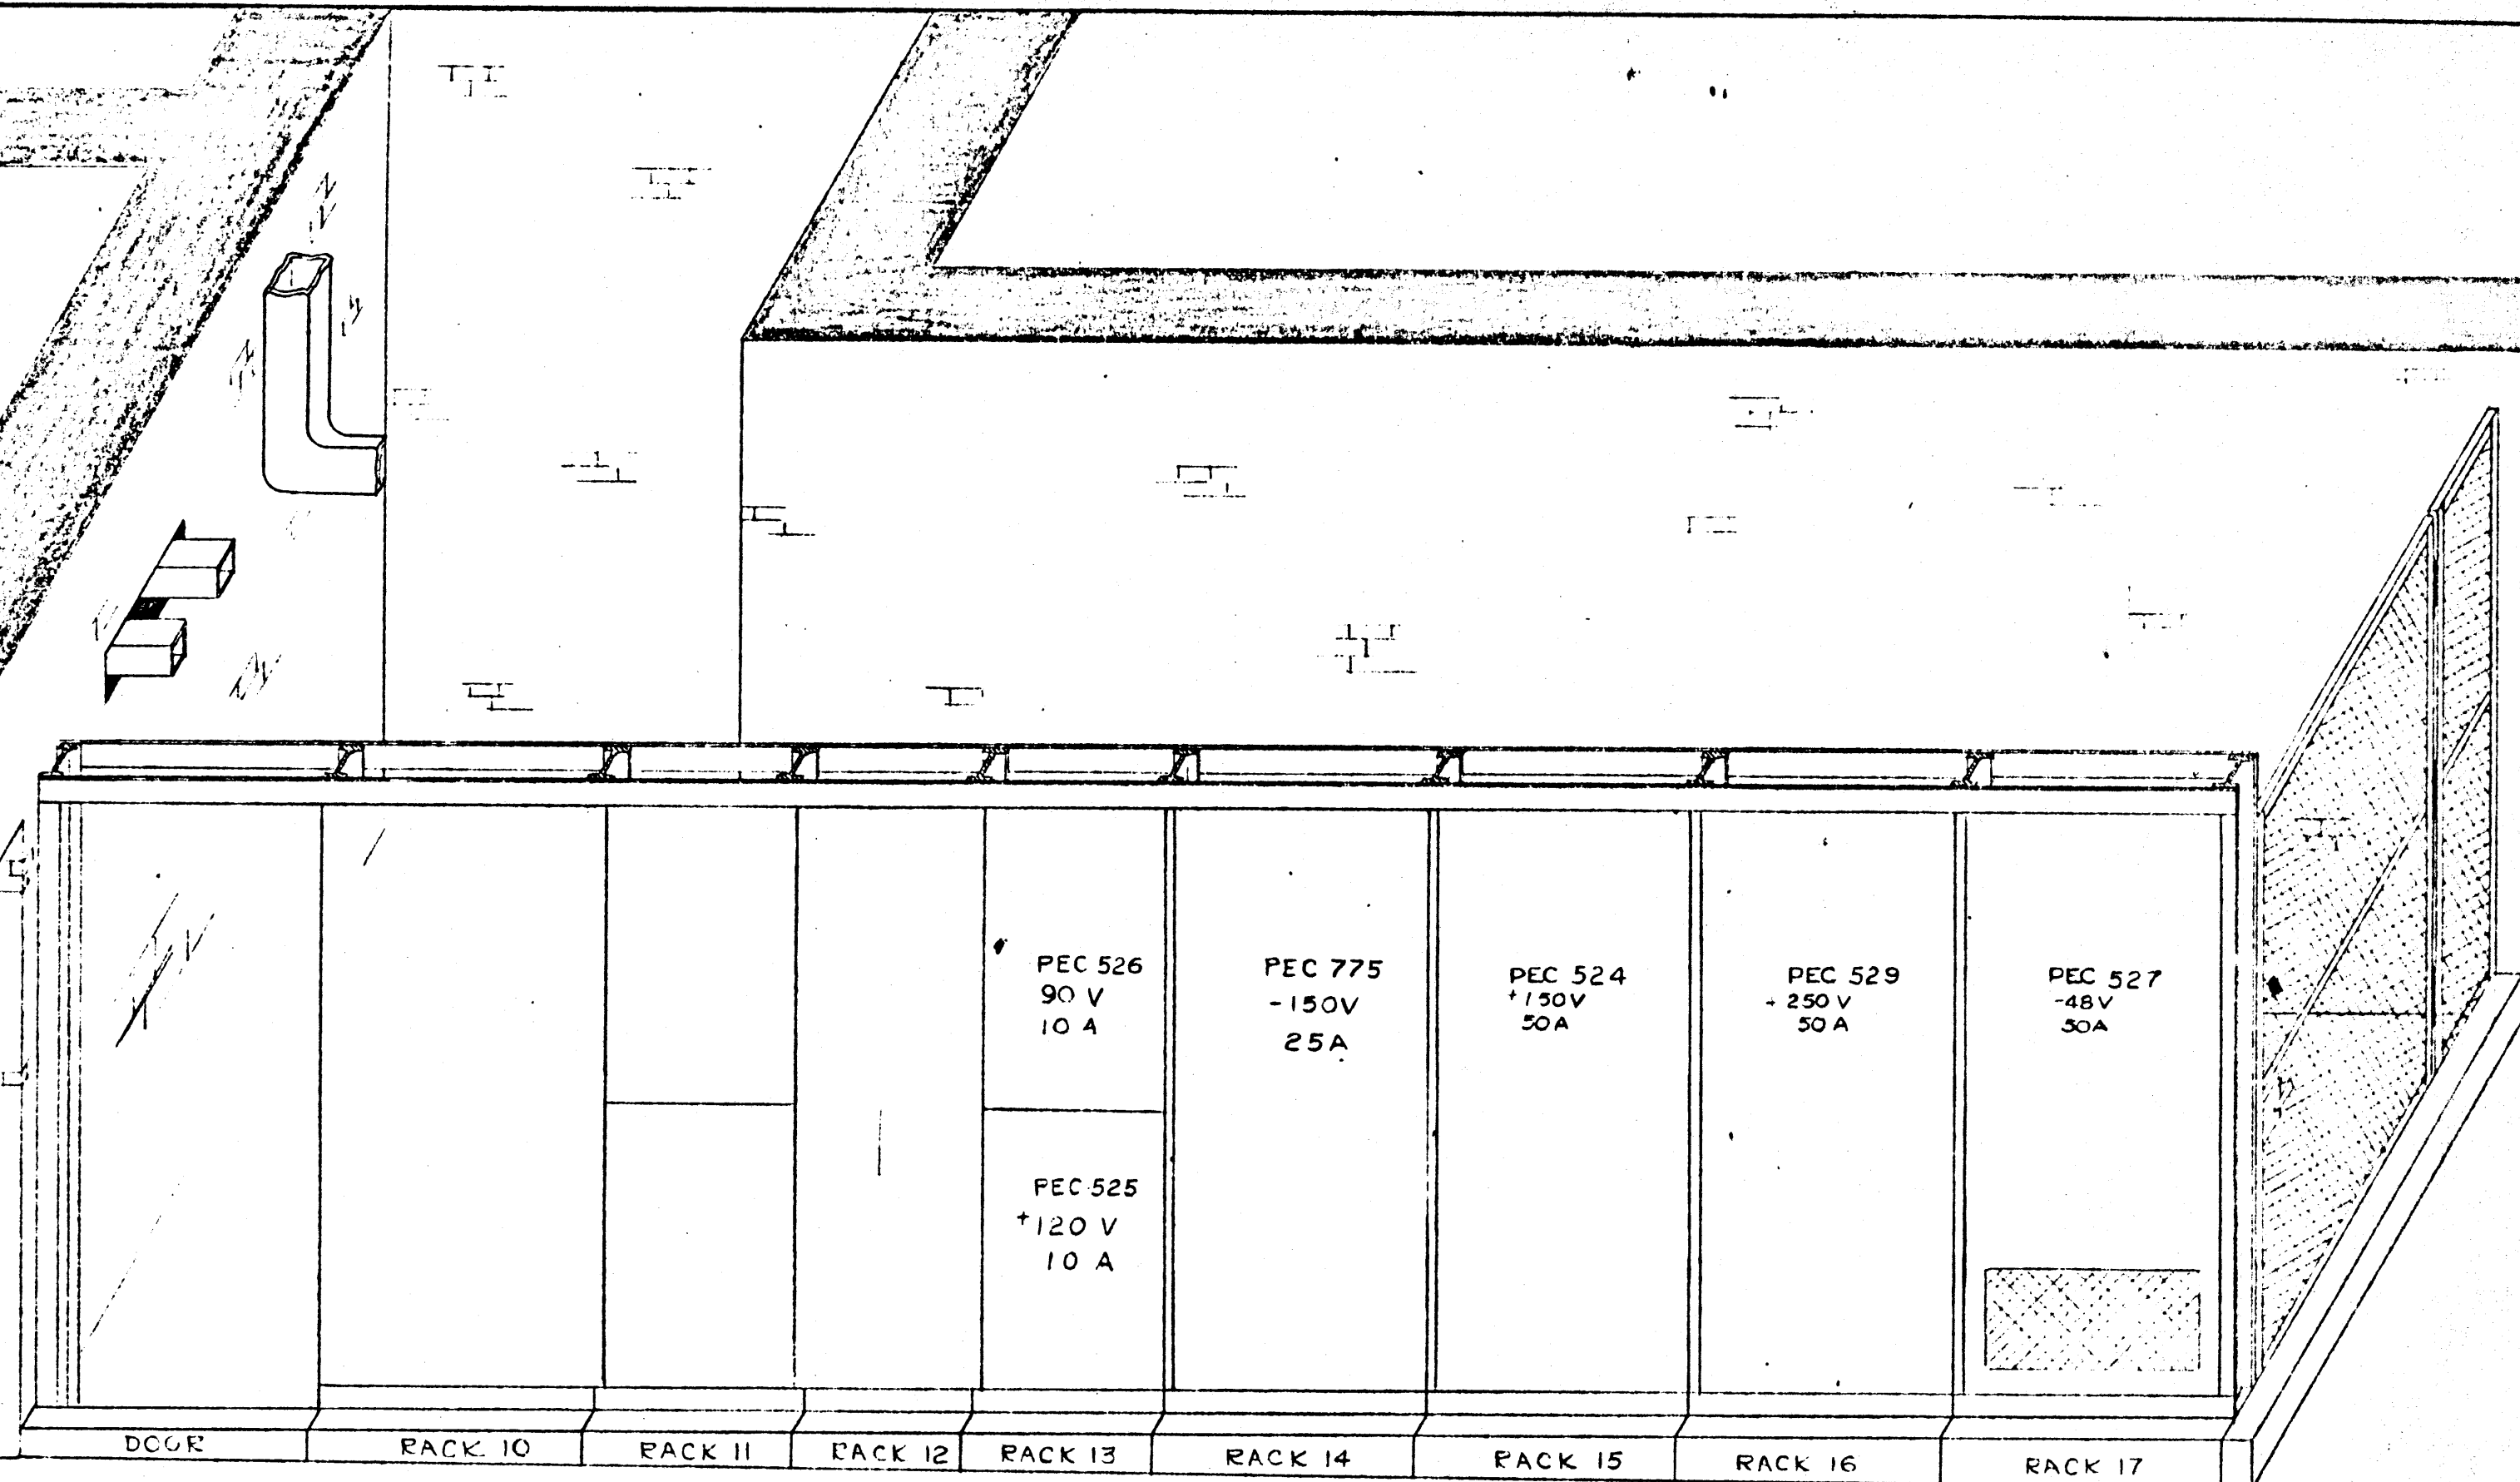 PEC 526
90 V
10 A
PEC 525
+120 V
10 A
PEC 775
-150V
25A
PEC 524
+150V
50A
PEC 529
+250 V
50 A
PEC 527
-48V
50A
DOOR
RACK 10
RACK 11
RACK 12
RACK 13
RACK 14
RACK 15
RACK 16
RACK 17